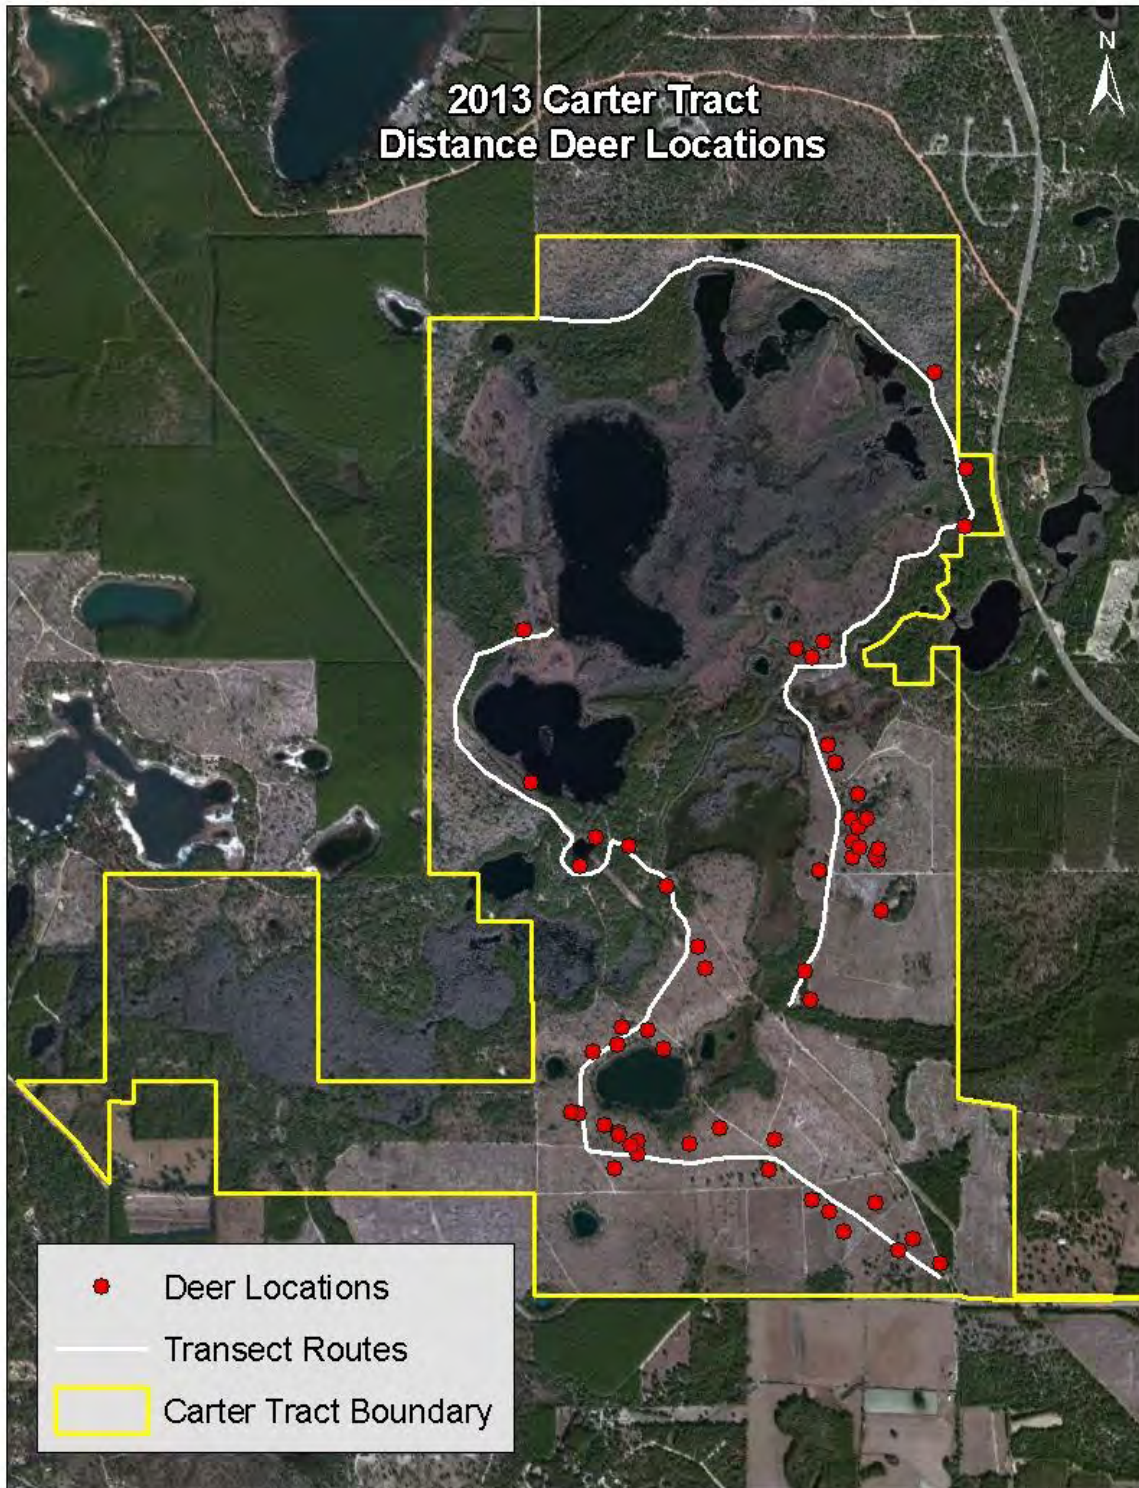 N
2013 Carter Tract
Distance Deer Locations
Deer Locations
Transect Routes
Carter Tract Boundary